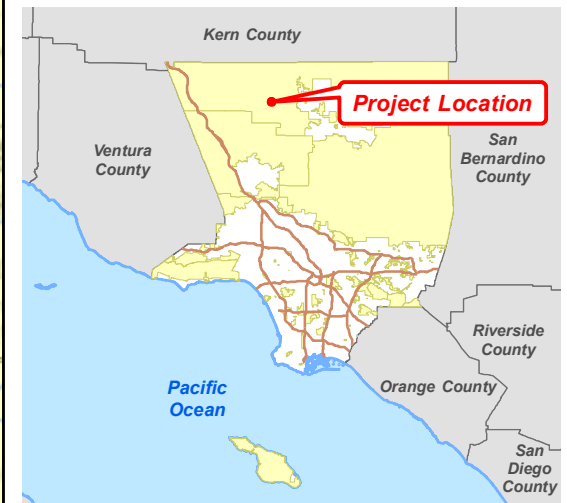 Kern County
Project Location
Ventura
County
San
Bernardino
County
Riverside
County
Orange County
Pacific
Ocean
San
Diego
County